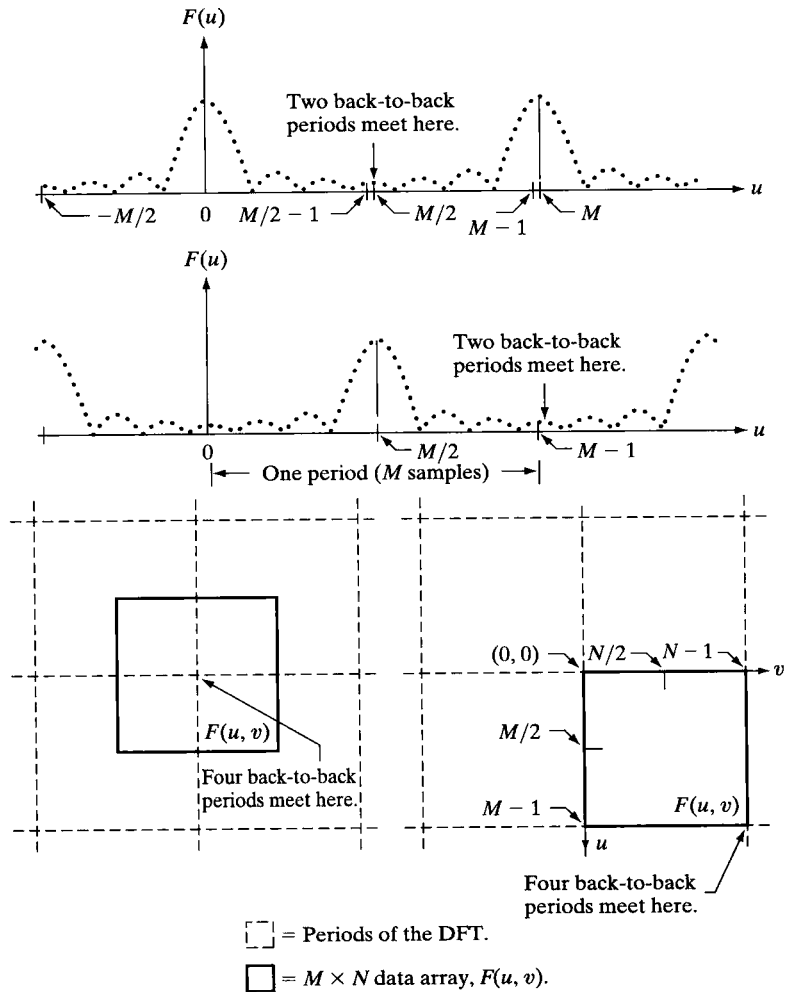 F(u)
Two back-to-back
periods meet here.
u
−M/2
0
M/2 − 1
M/2
M − 1
M
F(u)
Two back-to-back
periods meet here.
u
0
M/2
M − 1
One period (M samples)
(0, 0)
N/2
N − 1
v
M/2
F(u, v)
Four back-to-back
periods meet here.
M − 1
F(u, v)
u
Four back-to-back
periods meet here.
= Periods of the DFT.
= M × N data array, F(u, v).